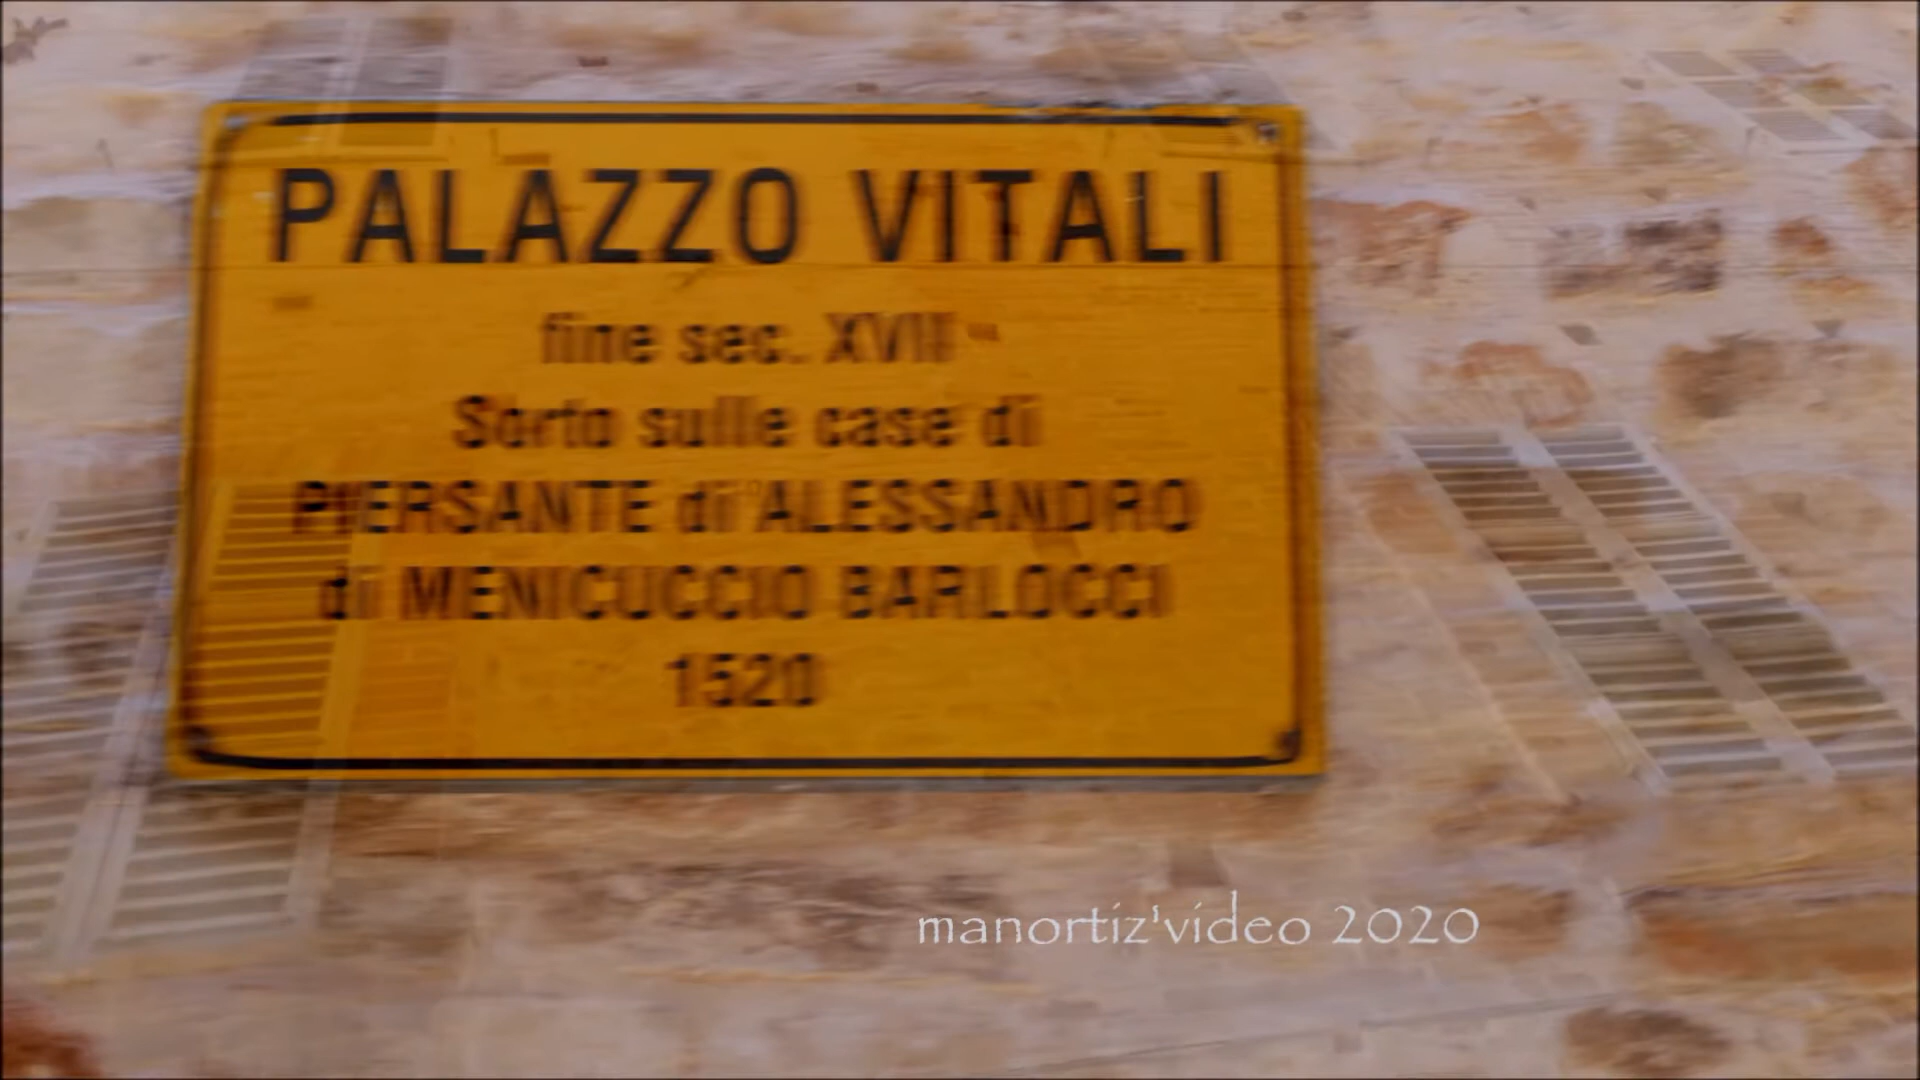 PALAZZO VITALI
fine sec. XVII
Sorto sulle case di
PIERSANTE di ALESSANDRO
di MENICUCCIO BARLOCCI
1520
manortiz'video 2020